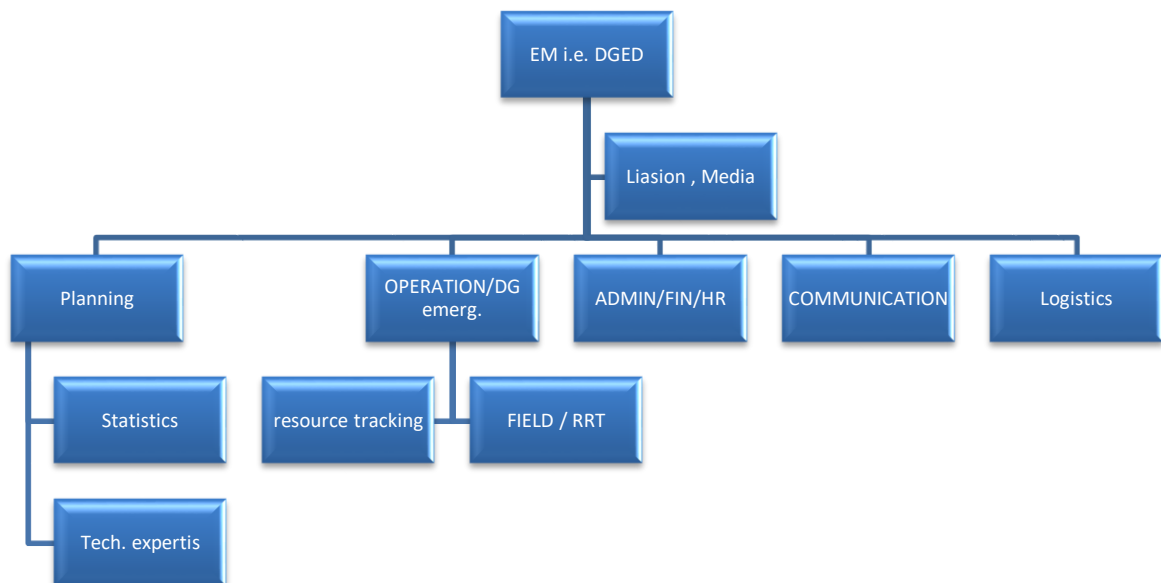 EM i.e. DGED
Liasion , Media
Planning
OPERATION/DG
emerg.
ADMIN/FIN/HR
COMMUNICATION
Logistics
Statistics
resource tracking
FIELD / RRT
Tech. expertis